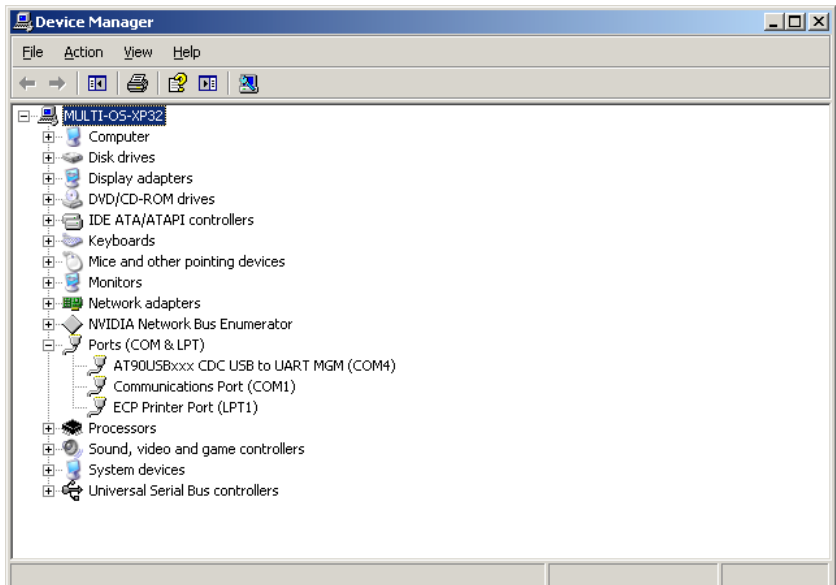 Device Manager
File Action View Help
MULTI-OS-XP32
Computer
Disk drives
Display adapters
DVD/CD-ROM drives
IDE ATA/ATAPI controllers
Keyboards
Mice and other pointing devices
Monitors
Network adapters
NVIDIA Network Bus Enumerator
Ports (COM & LPT)
AT90USBxxx CDC USB to UART MGM (COM4)
Communications Port (COM1)
ECP Printer Port (LPT1)
Processors
Sound, video and game controllers
System devices
Universal Serial Bus controllers